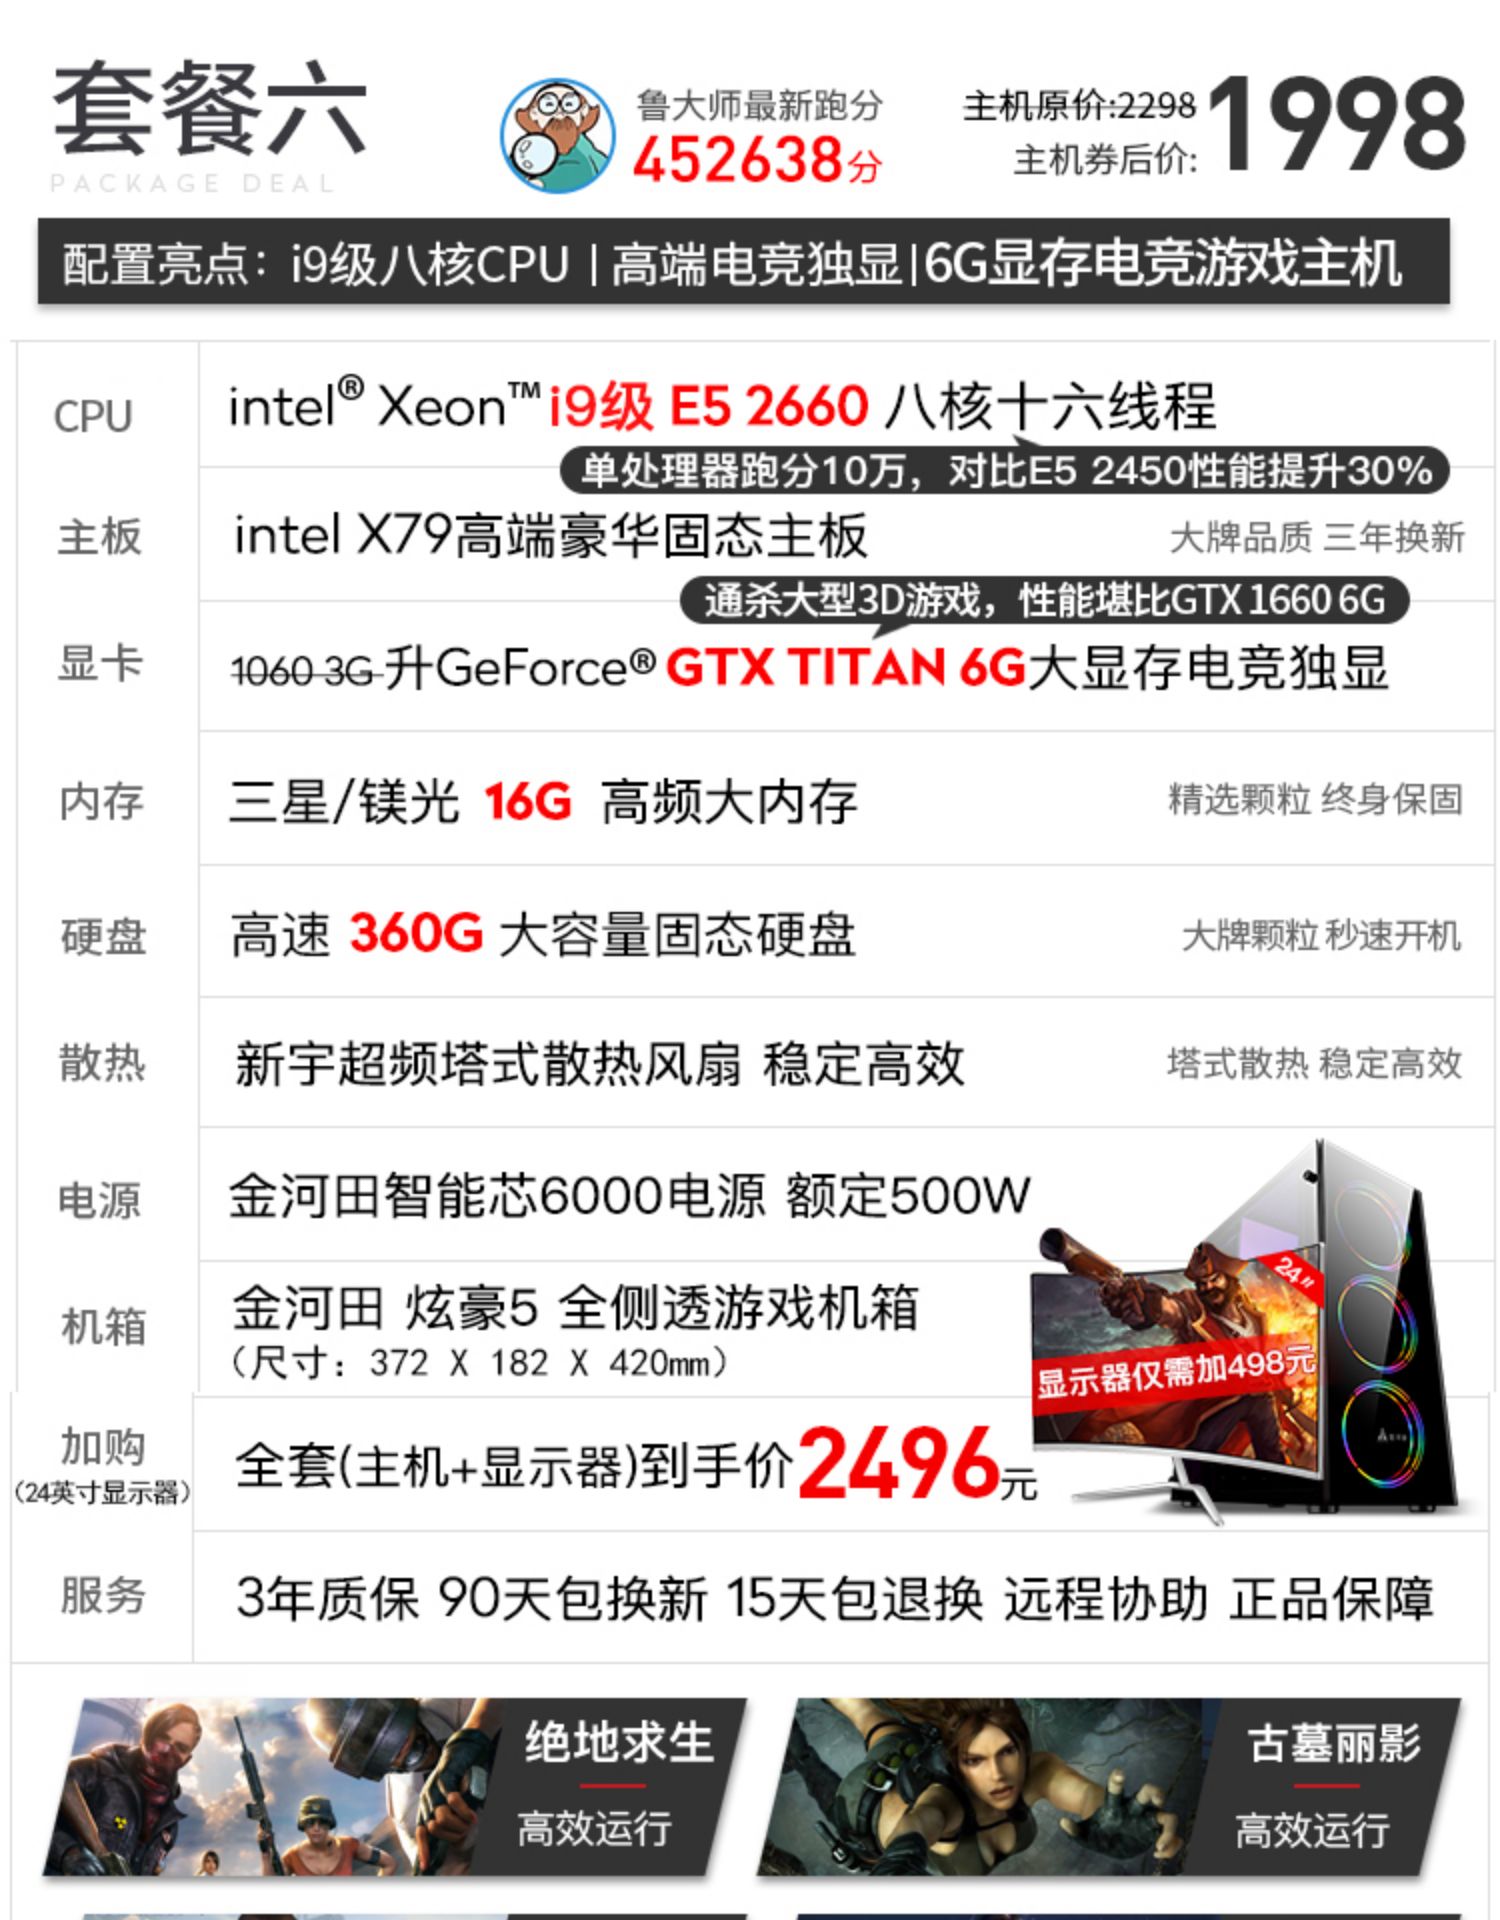 套餐六
PACKAGE DEAL
鲁大师最新跑分
452638分
主机原价:2298
主机券后价:
1998
配置亮点：i9级八核CPU | 高端电竞独显|6G显存电竞游戏主机
CPU
intel® Xeon™ i9级 E5 2660 八核十六线程
单处理器跑分10万，对比E5 2450性能提升30%
主板
intel X79高端豪华固态主板
大牌品质 三年换新
通杀大型3D游戏，性能堪比GTX 1660 6G
显卡
1060 3G 升GeForce® GTX TITAN 6G大显存电竞独显
内存
三星/镁光 16G 高频大内存
精选颗粒 终身保固
硬盘
高速 360G 大容量固态硬盘
大牌颗粒 秒速开机
散热
新宇超频塔式散热风扇 稳定高效
塔式散热 稳定高效
电源
金河田智能芯6000电源 额定500W
机箱
金河田 炫豪5 全侧透游戏机箱
（尺寸：372 X 182 X 420mm）
24"
显示器仅需加498元
加购
（24英寸显示器）
全套(主机+显示器)到手价2496元
服务
3年质保 90天包换新 15天包退换 远程协助 正品保障
绝地求生
高效运行
古墓丽影
高效运行